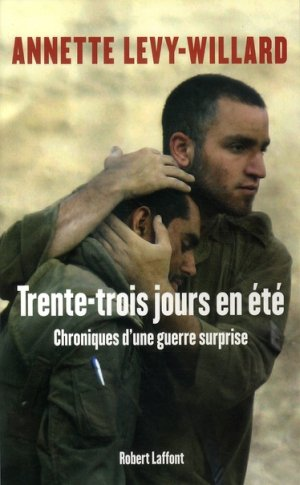 ANNETTE LEVY-WILLARD
Trente-trois jours en été
Chroniques d'une guerre surprise
Robert Laffont